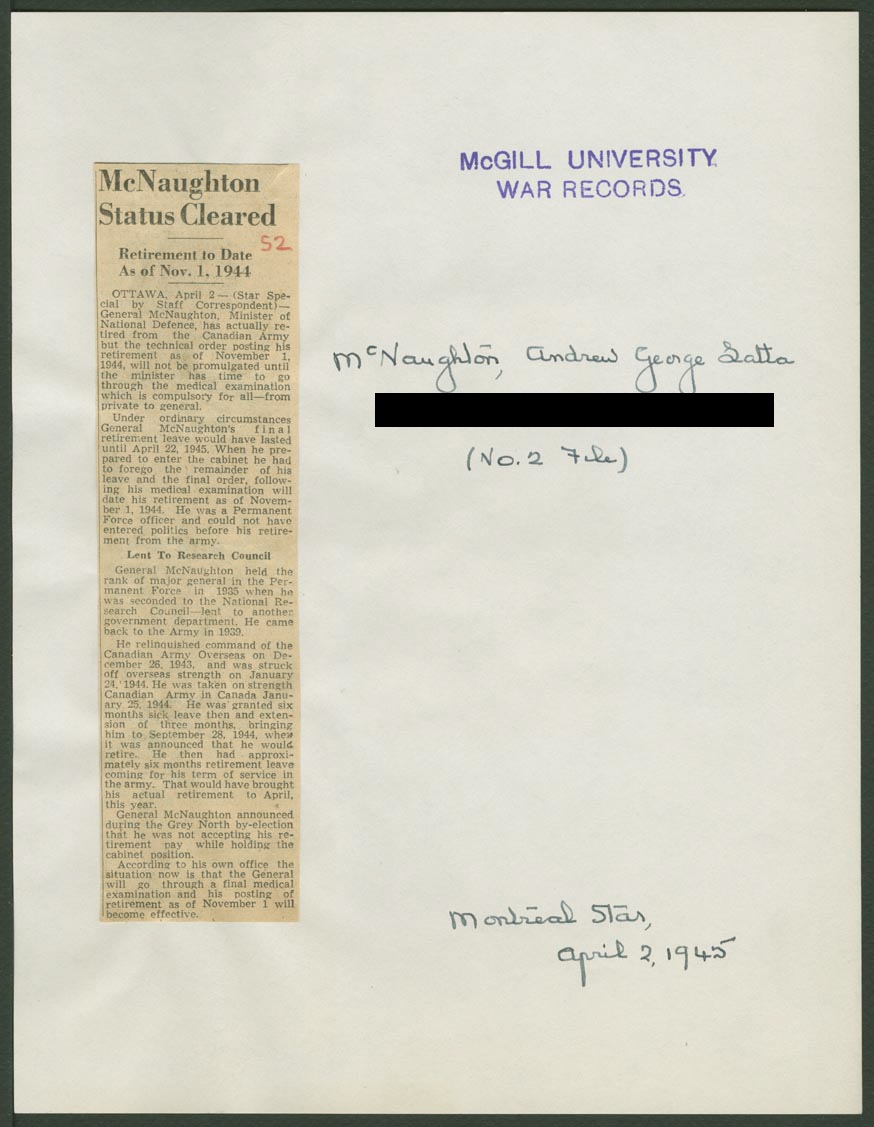 McNaughton
Status Cleared
52
Retirement to Date
As of Nov. 1, 1944
OTTAWA, April 2 — (Star Spe-
cial by Staff Correspondent)—
General McNaughton, Minister of
National Defence, has actually re-
tired from the Canadian Army
but the technical order posting his
retirement as of November 1,
1944, will not be promulgated until
the minister has time to go
through the medical examination
which is compulsory for all—from
private to general.
Under ordinary circumstances
General McNaughton's final
retirement leave would have lasted
until April 22, 1945. When he pre-
pared to enter the cabinet he had
to forego the remainder of his
leave and the final order, follow-
ing his medical examination will
date his retirement as of Novem-
ber 1, 1944. He was a Permanent
Force officer and could not have
entered politics before his retire-
ment from the army.
Lent To Research Council
General McNaughton held the
rank of major general in the Per-
manent Force in 1935 when he
was seconded to the National Re-
search Council—lent to another
government department. He came
back to the Army in 1939.
He relinquished command of the
Canadian Army Overseas on De-
cember 26, 1943, and was struck
off overseas strength on January
24, 1944. He was taken on strength
Canadian Army in Canada Janu-
ary 25, 1944. He was granted six
months sick leave then and exten-
sion of three months, bringing
him to September 28, 1944, when
it was announced that he would
retire. He then had approxi-
mately six months retirement leave
coming for his term of service in
the army. That would have brought
his actual retirement to April,
this year.
General McNaughton announced
during the Grey North by-election
that he was not accepting his re-
tirement pay while holding the
cabinet position.
According to his own office the
situation now is that the General
will go through a final medical
examination and his posting of
retirement as of November 1 will
become effective.
McGILL UNIVERSITY
WAR RECORDS.
McNaughton, Andrew George Latta
(No. 2 File)
Montreal Star,
April 2, 1945